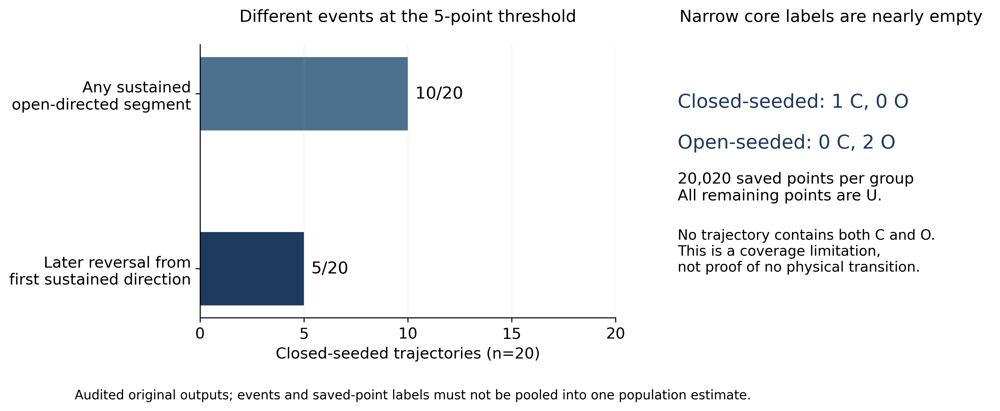 Different events at the 5-point threshold
Any sustained
open-directed segment
10/20
Later reversal from
first sustained direction
5/20
0 5 10 15 20
Closed-seeded trajectories (n=20)
Narrow core labels are nearly empty
Closed-seeded: 1 C, 0 O
Open-seeded: 0 C, 2 O
20,020 saved points per group
All remaining points are U.
No trajectory contains both C and O.
This is a coverage limitation,
not proof of no physical transition.
Audited original outputs; events and saved-point labels must not be pooled into one population estimate.